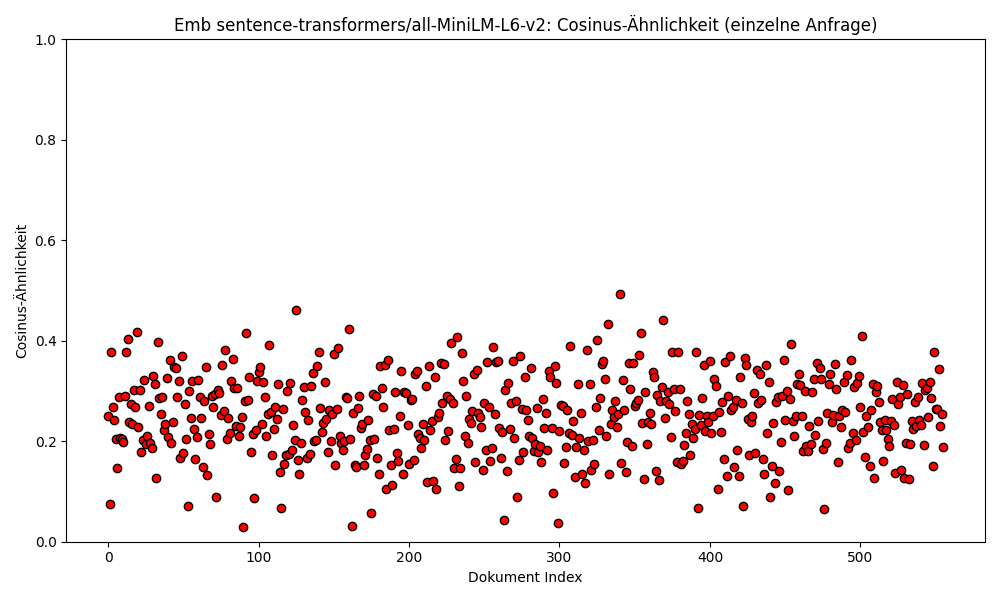 Emb sentence-transformers/all-MiniLM-L6-v2: Cosinus-Ähnlichkeit (einzelne Anfrage)
1.0
0.8
0.6
0.4
0.2
0.0
Cosinus-Ähnlichkeit
0 100 200 300 400 500
Dokument Index